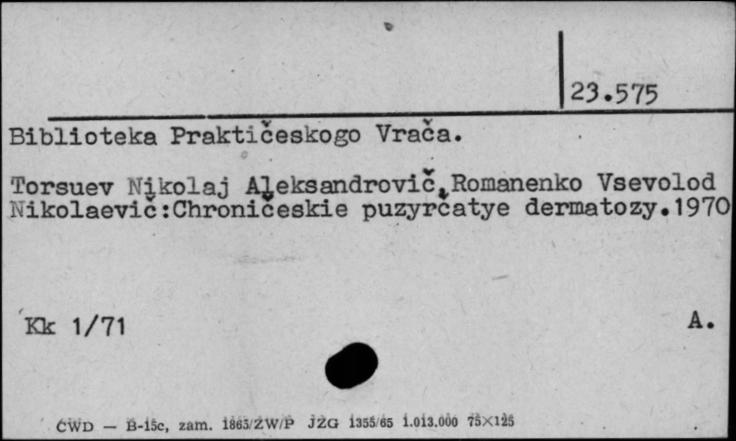 23.575
Biblioteka Praktičeskogo Vrača.
Torsuev Nikolaj Aleksandrovič, Romanenko Vsevolod
Nikolaevič:Chroničeskie puzyrčatye dermatozy.1970
Kk 1/71
A.
CWD — B-15c, zam. 1865/ZW/P JZG 1355/65 1.013.000 75×125